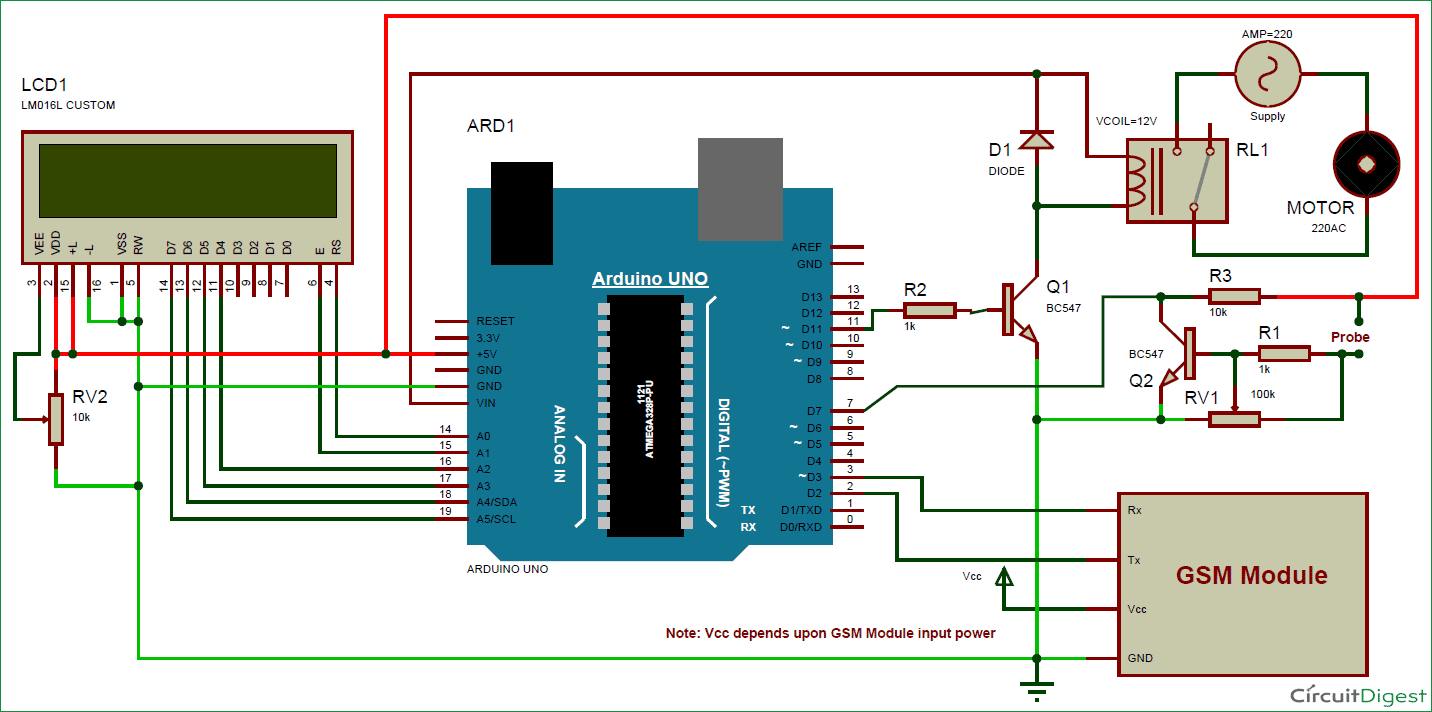 AMP=220
Supply
LCD1
LM016L CUSTOM
VEE
VDD
+L
-L
VSS
RW
D7
D6
D5
D4
D3
D2
D1
D0
E
RS
3
2
15
16
1
5
14
13
12
11
10
9
8
7
6
4
RV2
10k
ARD1
Arduino UNO
RESET
3.3V
+5V
GND
GND
VIN
14 A0
15 A1
16 A2
17 A3
18 A4/SDA
19 A5/SCL
ANALOG IN
1121
ATMEGA328P-PU
DIGITAL (~PWM)
AREF
GND
D13 13
D12 12
~ D11 11
~ D10 10
~ D9 9
D8 8
D7 7
~ D6 6
~ D5 5
D4 4
~D3 3
D2 2
TX D1/TXD 1
RX D0/RXD 0
ARDUINO UNO
D1
DIODE
VCOIL=12V
RL1
MOTOR
220AC
R2
1k
Q1
BC547
R3
10k
Probe
R1
1k
BC547
Q2
RV1
100k
Rx
Tx
Vcc
GND
GSM Module
Vcc
Note: Vcc depends upon GSM Module input power
CircuitDigest